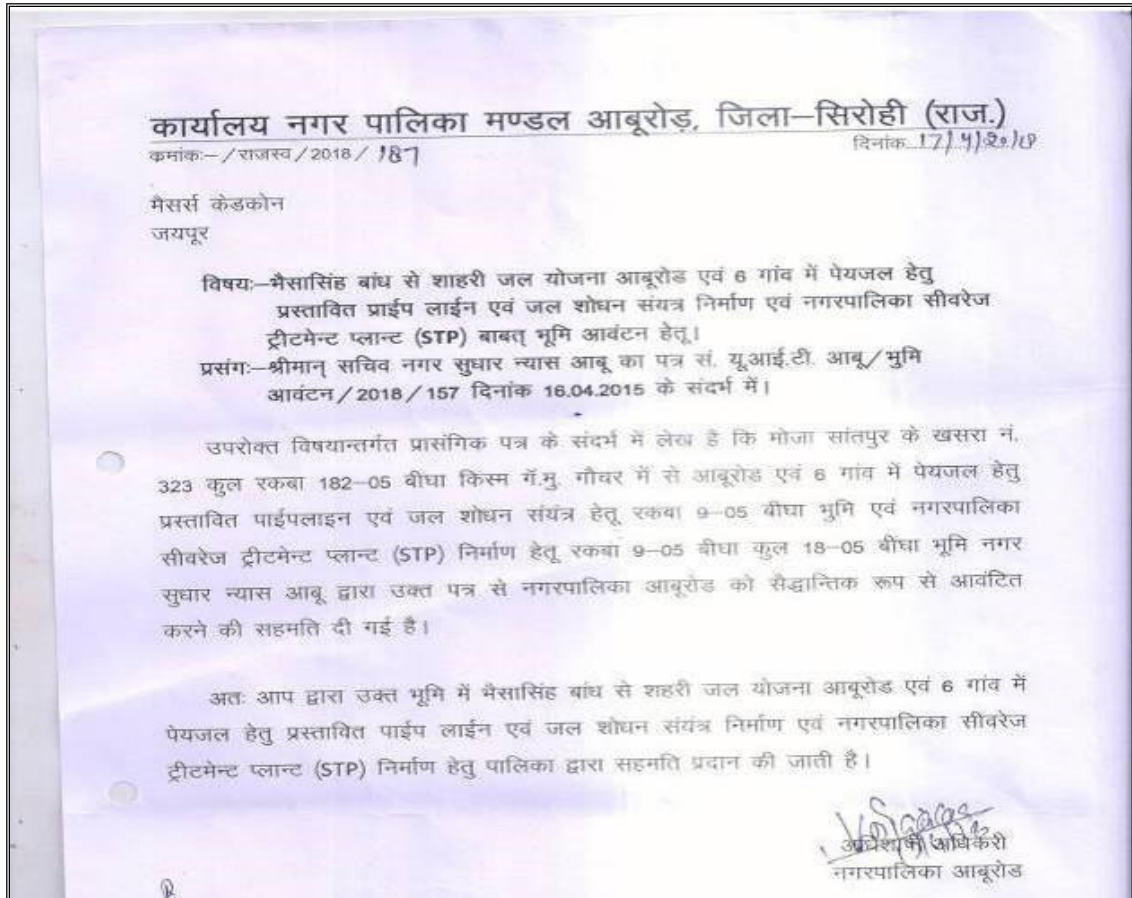 कार्यालय नगर पालिका मण्डल आबूरोड़, जिला–सिरोही (राज.)
कमांकः–/राजस्व/2018/ 187
दिनांक 17/4/2018
मैसर्स केडकोन
जयपूर
विषयः–भैसासिंह बांध से शाहरी जल योजना आबूरोड एवं 6 गांव में पेयजल हेतु
प्रस्तावित प्राईप लाईन एवं जल शोधन संयत्र निर्माण एवं नगरपालिका सीवरेज
ट्रीटमेन्ट प्लान्ट (STP) बाबत् भूमि आवंटन हेतू।
प्रसंगः–श्रीमान् सचिव नगर सुधार न्यास आबू का पत्र सं. यू.आई.टी. आबू/भुमि
आवंटन/2018/157 दिनांक 16.04.2015 के संदर्भ में।
उपरोक्त विषयान्तर्गत प्रासंगिक पत्र के संदर्भ में लेख है कि मोजा सांतपुर के खसरा नं.
323 कुल रकबा 182–05 बीघा किस्म गॅ.मु. गौचर में से आबूरोड एवं 6 गांव में पेयजल हेतु
प्रस्तावित पाईपलाइन एवं जल शोधन संयंत्र हेतू रकबा 9–05 बीघा भुमि एवं नगरपालिका
सीवरेज ट्रीटमेन्ट प्लान्ट (STP) निर्माण हेतू रकबा 9–05 बीघा कुल 18–05 बींघा भूमि नगर
सुधार न्यास आबू द्वारा उक्त पत्र से नगरपालिका आबूरोड को सैद्धान्तिक रूप से आवंटित
करने की सहमति दी गई है।
अतः आप द्वारा उक्त भूमि में भैसासिंह बांध से शहरी जल योजना आबूरोड एवं 6 गांव में
पेयजल हेतु प्रस्तावित पाईप लाईन एवं जल शोधन संयंत्र निर्माण एवं नगरपालिका सींवरेज
ट्रीटमेन्ट प्लान्ट (STP) निर्माण हेतु पालिका द्वारा सहमति प्रदान की जाती है।
अधिशाषी अधिकरी
नगरपालिका आबूरोड